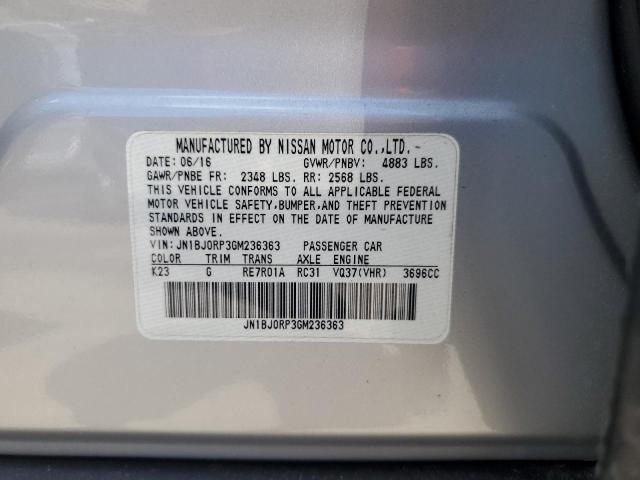 MANUFACTURED BY NISSAN MOTOR CO.,LTD.
DATE: 06/16 GVWR/PNBV: 4883 LBS.
GAWR/PNBE FR: 2348 LBS. RR: 2568 LBS.
THIS VEHICLE CONFORMS TO ALL APPLICABLE FEDERAL
MOTOR VEHICLE SAFETY,BUMPER,AND THEFT PREVENTION
STANDARDS IN EFFECT ON THE DATE OF MANUFACTURE
SHOWN ABOVE.
VIN:JN1BJ0RP3GM236363 PASSENGER CAR
COLOR TRIM TRANS AXLE ENGINE
K23 G RE7R01A RC31 VQ37(VHR) 3696CC
JN1BJ0RP3GM236363